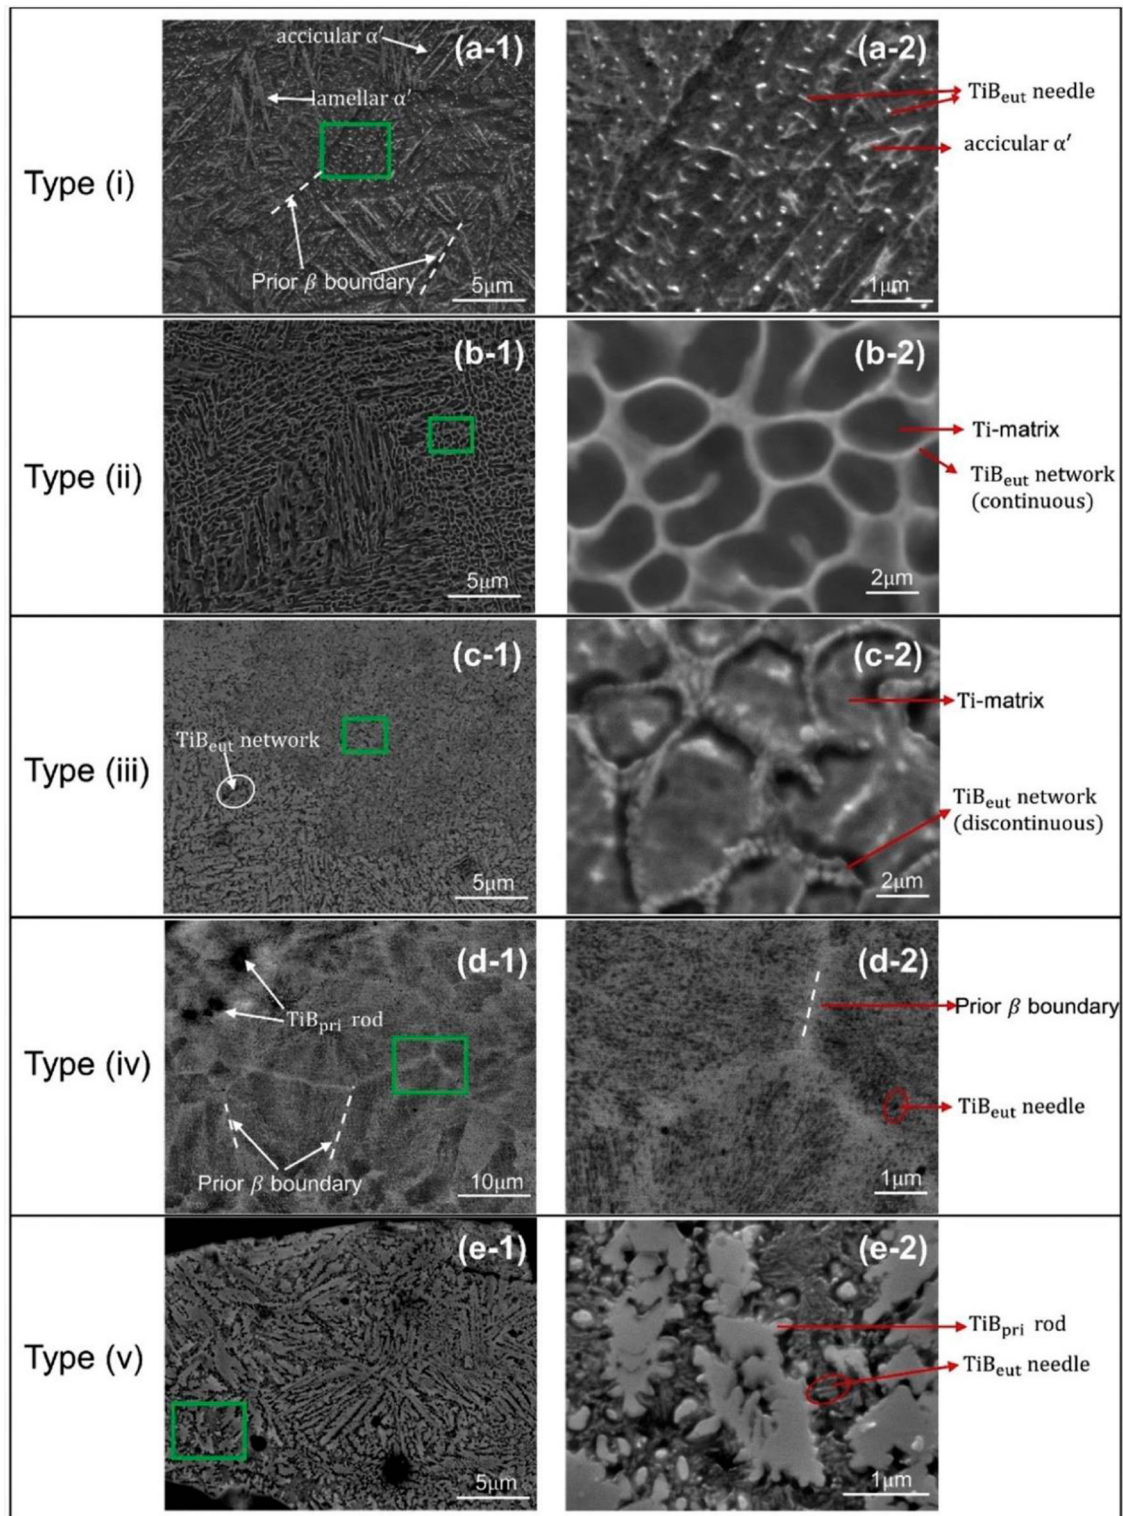 Type (i)
accicular α′
(a-1)
lamellar α′
Prior β boundary
5μm
(a-2)
TiBeut needle
accicular α′
1μm
Type (ii)
(b-1)
5μm
(b-2)
Ti-matrix
TiBeut network
(continuous)
2μm
Type (iii)
(c-1)
TiBeut network
5μm
(c-2)
Ti-matrix
TiBeut network
(discontinuous)
2μm
Type (iv)
(d-1)
TiBpri rod
Prior β boundary
10μm
(d-2)
Prior β boundary
TiBeut needle
1μm
Type (v)
(e-1)
5μm
(e-2)
TiBpri rod
TiBeut needle
1μm